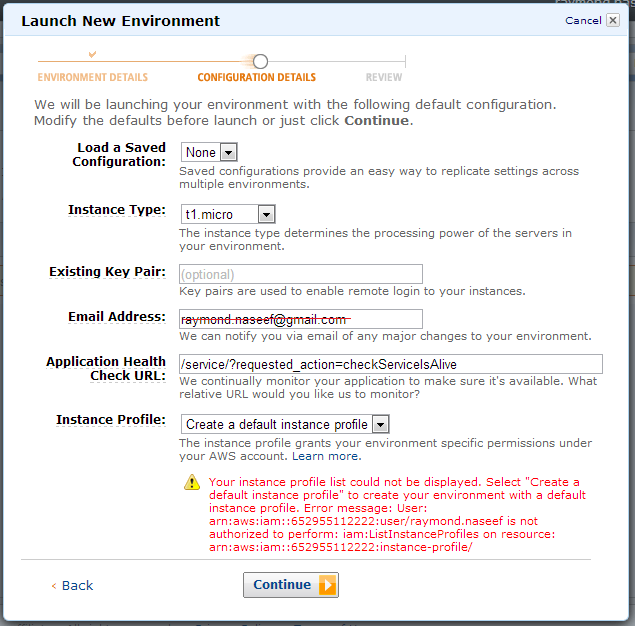 Launch New Environment
Cancel
ENVIRONMENT DETAILS
CONFIGURATION DETAILS
REVIEW
We will be launching your environment with the following default configuration.
Modify the defaults before launch or just click Continue.
Load a Saved
Configuration:
None
Saved configurations provide an easy way to replicate settings across
multiple environments.
Instance Type:
t1.micro
The instance type determines the processing power of the servers in
your environment.
Existing Key Pair:
(optional)
Key pairs are used to enable remote login to your instances.
Email Address:
raymond.naseef@gmail.com
We can notify you via email of any major changes to your environment.
Application Health
Check URL:
/service/?requested_action=checkServiceIsAlive
We continually monitor your application to make sure it's available. What
relative URL would you like us to monitor?
Instance Profile:
Create a default instance profile
The instance profile grants your environment specific permissions under
your AWS account. Learn more.
Your instance profile list could not be displayed. Select "Create a
default instance profile" to create your environment with a default
instance profile. Error message: User:
arn:aws:iam::652955112222:user/raymond.naseef is not
authorized to perform: iam:ListInstanceProfiles on resource:
arn:aws:iam::652955112222:instance-profile/
‹ Back
Continue